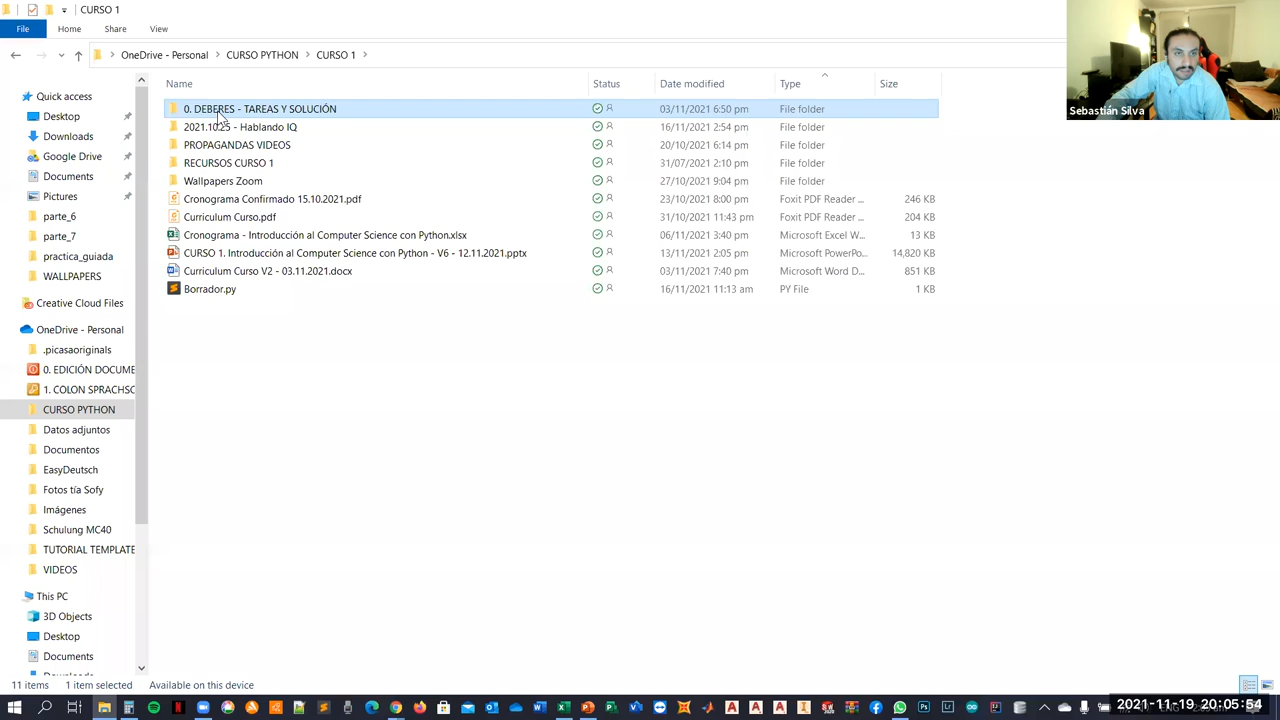 CURSO 1
File Home Share View
OneDrive - Personal CURSO PYTHON CURSO 1
Sebastián Silva
Name Status Date modified Type Size
Quick access
Desktop
Downloads
Google Drive
Documents
Pictures
parte_6
parte_7
practica_guiada
WALLPAPERS
Creative Cloud Files
OneDrive - Personal
.picasaoriginals
0. EDICIÓN DOCUME
1. COLON SPRACHSC
CURSO PYTHON
Datos adjuntos
Documentos
EasyDeutsch
Fotos tía Sofy
Imágenes
Schulung MC40
TUTORIAL TEMPLATE
VIDEOS
This PC
3D Objects
Desktop
Documents
0. DEBERES - TAREAS Y SOLUCIÓN 03/11/2021 6:50 pm File folder
2021.10.25 - Hablando IQ 16/11/2021 2:54 pm File folder
PROPAGANDAS VIDEOS 20/10/2021 6:14 pm File folder
RECURSOS CURSO 1 31/07/2021 2:10 pm File folder
Wallpapers Zoom 27/10/2021 9:04 pm File folder
Cronograma Confirmado 15.10.2021.pdf 23/10/2021 8:00 pm Foxit PDF Reader ... 246 KB
Curriculum Curso.pdf 31/10/2021 11:43 pm Foxit PDF Reader ... 204 KB
Cronograma - Introducción al Computer Science con Python.xlsx 06/11/2021 3:40 pm Microsoft Excel W... 13 KB
CURSO 1. Introducción al Computer Science con Python - V6 - 12.11.2021.pptx 13/11/2021 2:05 pm Microsoft PowerPo... 14,820 KB
Curriculum Curso V2 - 03.11.2021.docx 03/11/2021 7:40 pm Microsoft Word D... 851 KB
Borrador.py 16/11/2021 11:13 am PY File 1 KB
11 items 1 item selected Available on this device
2021-11-19 20:05:54